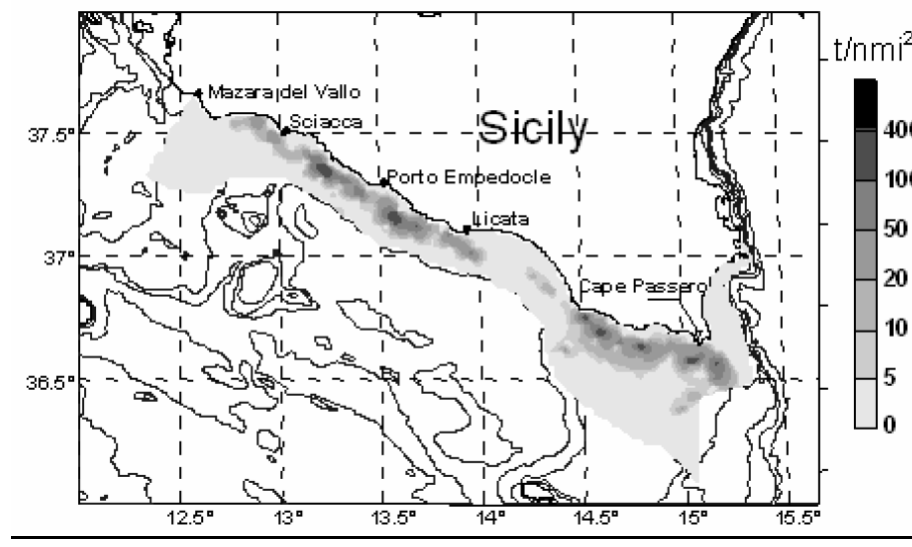 t/nmi²
Mazara del Vallo
Sciacca
Sicily
37.5°
Porto Empedocle
Licata
37°
Cape Passero
36.5°
400
100
50
20
10
5
0
12.5°
13°
13.5°
14°
14.5°
15°
15.5°